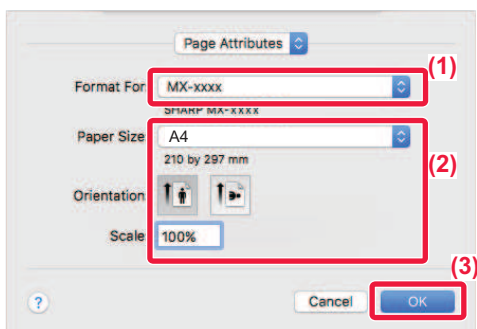 Page Attributes
(1)
Format For MX-xxxx
SHARP MX-xxxx
Paper Size A4
210 by 297 mm
(2)
Orientation
Scale 100%
(3)
? Cancel OK